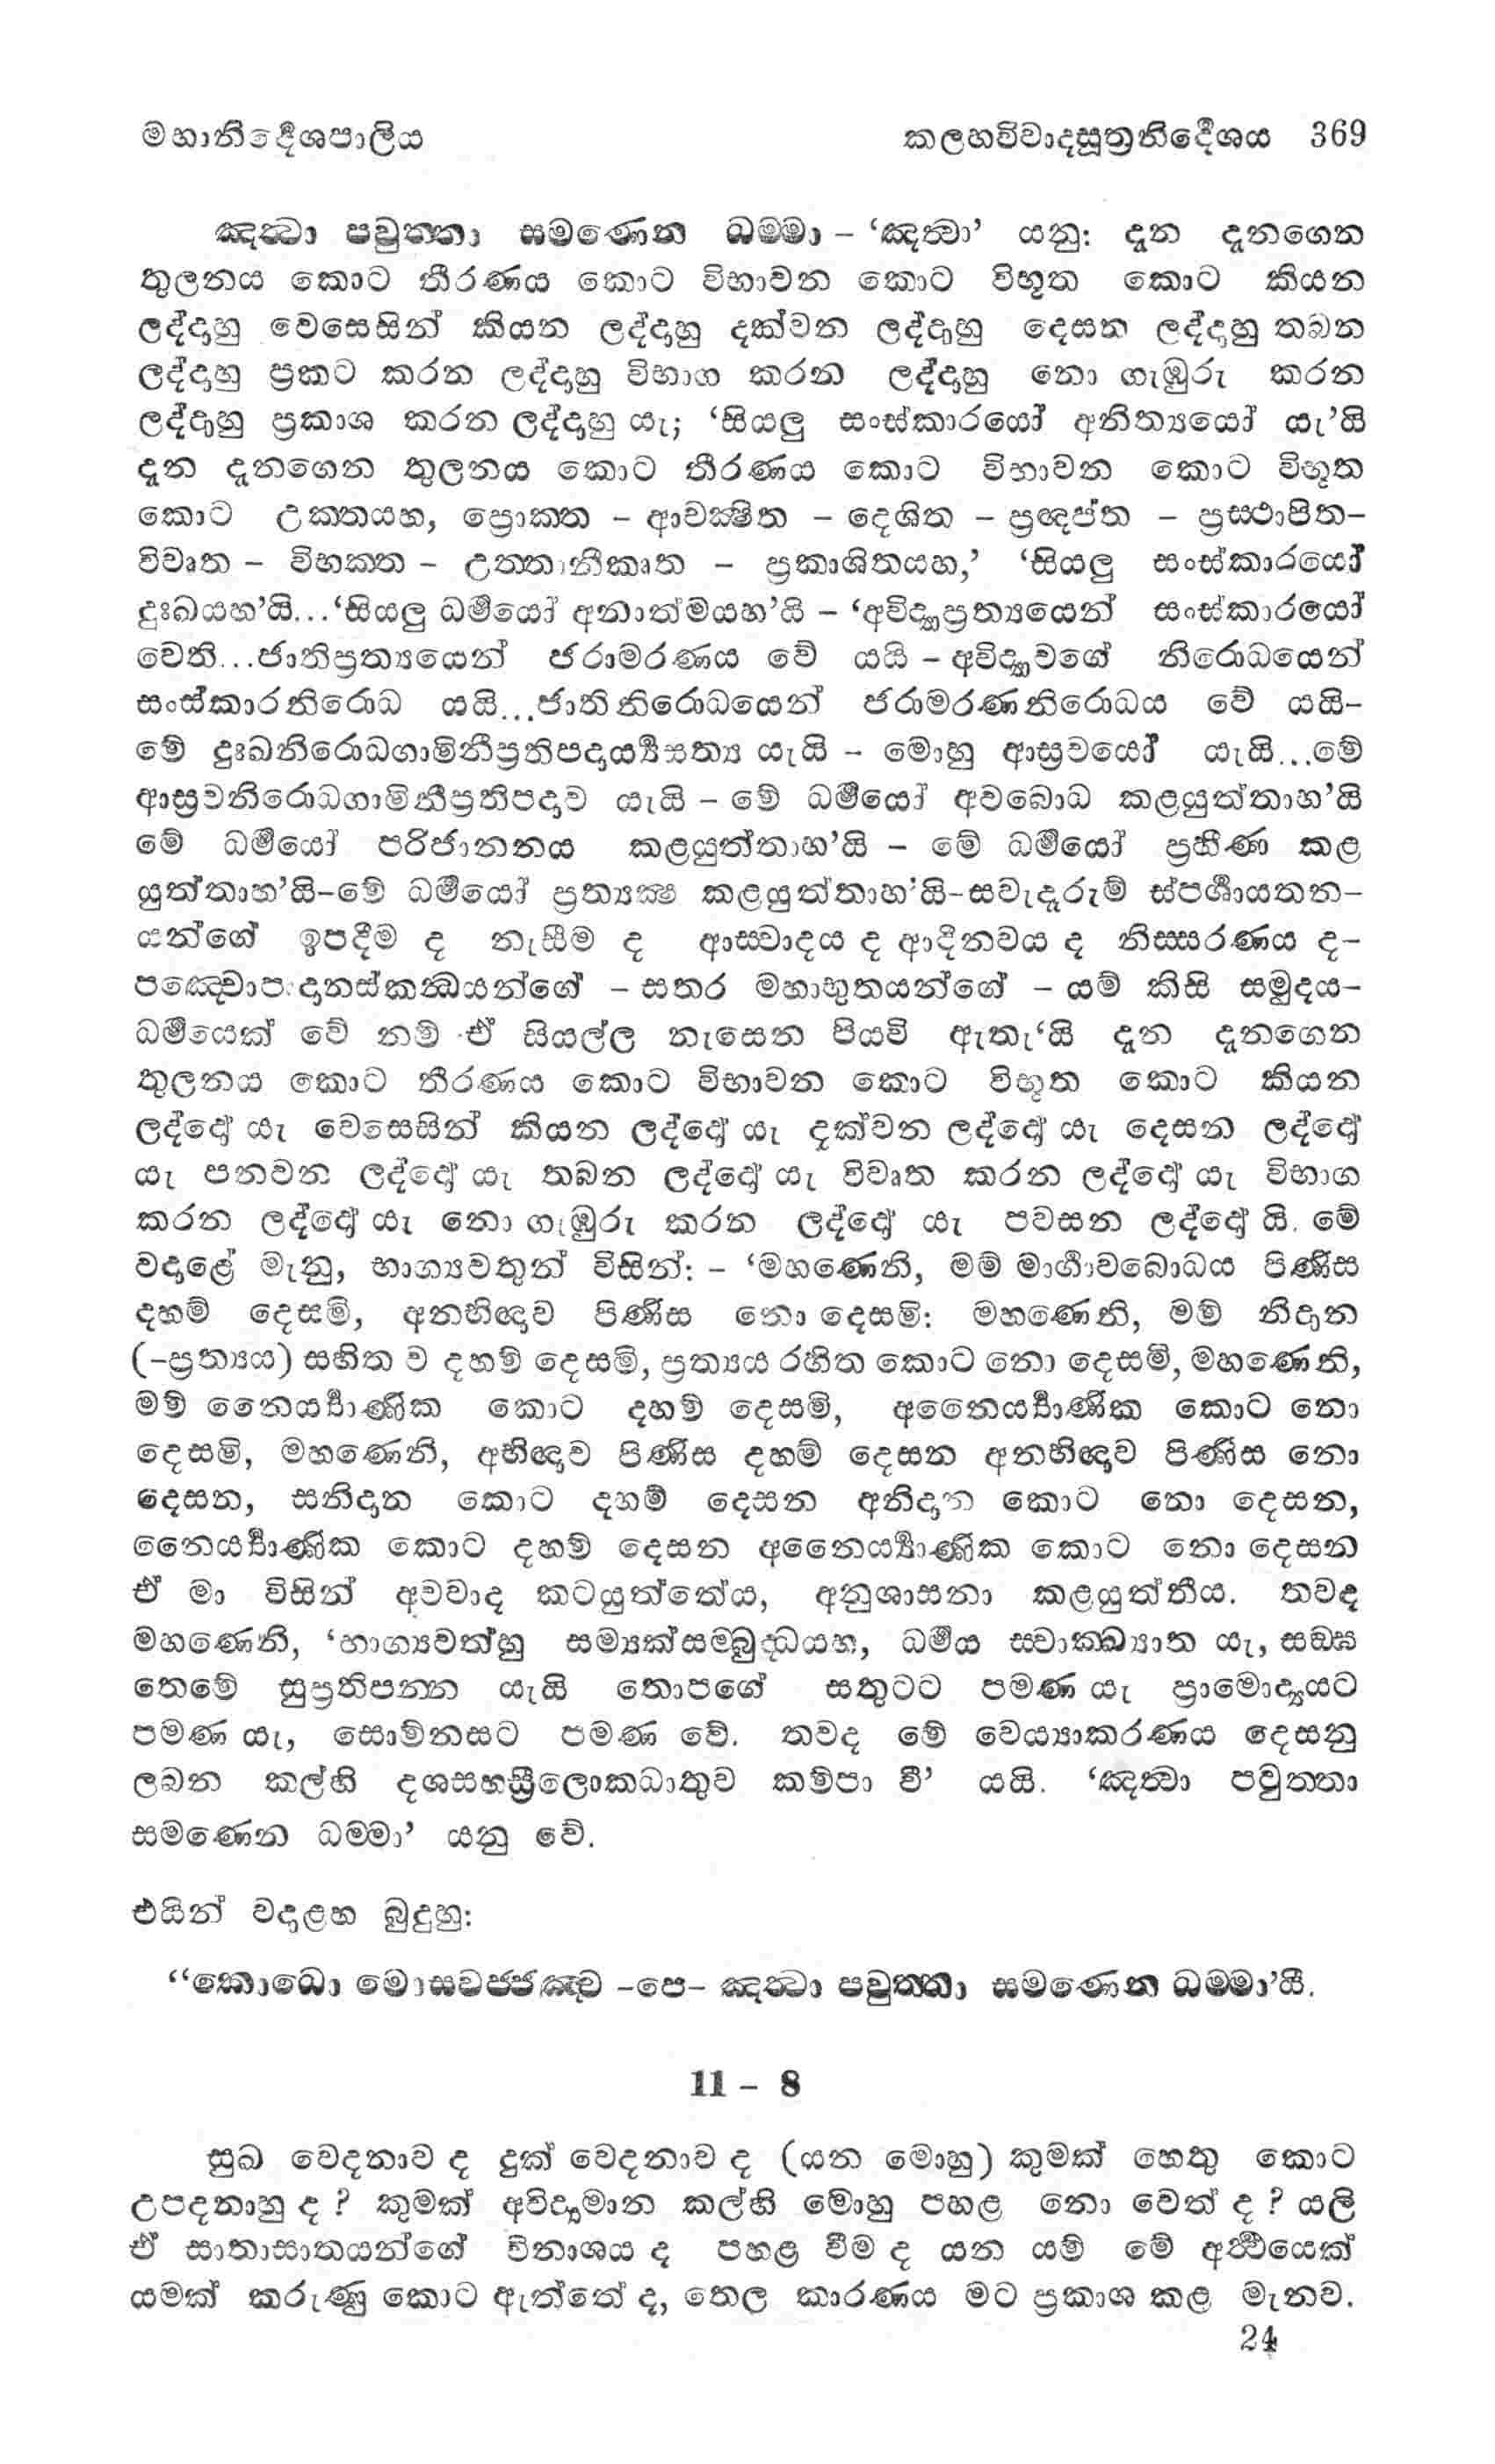 මහානිර්දේශපාලිය කලහවිවාදසූත්‍රනිර්දේශය 369
ඤත්‍වා පවුත්තා සමණෙන ධම්මා – ‘ඤත්‍වා’ යනු: දැන දැනගෙන
තුලනය කොට තීරණය කොට විභාවන කොට විභූත කොට කියන
ලද්දාහු වෙසෙසින් කියන ලද්දාහු දක්වන ලද්දාහු දෙසන ලද්දාහු තබන
ලද්දාහු ප්‍රකට කරන ලද්දාහු විභාග කරන ලද්දාහු නො ගැඹුරු කරන
ලද්දාහු ප්‍රකාශ කරන ලද්දාහු යැ; ‘සියලු සංස්කාරයෝ අනිත්‍යයෝ යැ’යි
දැන දැනගෙන තුලනය කොට තීරණය කොට විභාවන කොට විභූත
කොට උක්තයහ, ප්‍රොක්ත – ආචක්‍ෂිත – දෙශිත – ප්‍රඥප්ත – ප්‍රස්ථාපිත–
විවෘත – විභක්ත – උත්තානීකෘත – ප්‍රකාශිතයහ,’ ‘සියලු සංස්කාරයෝ
දුඃඛයහ’යි...‘සියලු ධර්මයෝ අනාත්මයහ’යි – ‘අවිද්‍යාප්‍රත්‍යයෙන් සංස්කාරයෝ
වෙති...ජාතිප්‍රත්‍යයෙන් ජරාමරණය වේ යයි – අවිද්‍යාවගේ නිරොධයෙන්
සංස්කාරනිරොධ යයි...ජාතිනිරොධයෙන් ජරාමරණනිරොධය වේ යයි–
මේ දුඃඛනිරොධගාමිනීප්‍රතිපදාර්‍ය්‍යසත්‍ය යැයි – මොහු ආස්‍රවයෝ යැයි...මේ
ආස්‍රවනිරොධගාමිනීප්‍රතිපදාව යැයි – මේ ධර්මයෝ අවබොධ කළයුත්තාහ’යි
මේ ධර්මයෝ පරිජානනය කළයුත්තාහ’යි – මේ ධර්මයෝ ප්‍රහීණ කළ
යුත්තාහ’යි–මේ ධර්මයෝ ප්‍රත්‍යක්‍ෂ කළයුත්තාහ’යි–සවැදෑරුම් ස්පර්ශායතන–
යන්ගේ ඉපදීම ද නැසීම ද ආස්වාදය ද ආදීනවය ද නිස්සරණය ද–
පඤ්චොපාදානස්කන්‍ධයන්ගේ – සතර මහාභූතයන්ගේ – යම් කිසි සමුදය–
ධර්මයෙක් වේ නම් ඒ සියල්ල නැසෙන පියවි ඇතැ‘යි දැන දැනගෙන
තුලනය කොට තීරණය කොට විභාවන කොට විභූත කොට කියන
ලද්දෝ යැ වෙසෙසින් කියන ලද්දෝ යැ දක්වන ලද්දෝ යැ දෙසන ලද්දෝ
යැ පනවන ලද්දෝ යැ තබන ලද්දෝ යැ විවෘත කරන ලද්දෝ යැ විභාග
කරන ලද්දෝ යැ නො ගැඹුරු කරන ලද්දෝ යැ පවසන ලද්දෝ යි. මේ
වදාළේ මැනු, භාග්‍යවතුන් විසින්: – ‘මහණෙනි, මම් මාර්ගාවබොධය පිණිස
දහම් දෙසමි, අනභිඥාව පිණිස නො දෙසමි: මහණෙනි, මම් නිදාන
(–ප්‍රත්‍යය) සහිත ව දහම් දෙසමි, ප්‍රත්‍යය රහිත කොට නො දෙසමි, මහණෙනි,
මම් නෛර්‍ය්‍යාණික කොට දහම් දෙසමි, අනෛර්‍ය්‍යාණික කොට නො
දෙසමි, මහණෙනි, අභිඥාව පිණිස දහම් දෙසන අනභිඥාව පිණිස නො
දෙසන, සනිදාන කොට දහම් දෙසන අනිදාන කොට නො දෙසන,
නෛර්‍ය්‍යාණික කොට දහම් දෙසන අනෛර්‍ය්‍යාණික කොට නො දෙසන
ඒ මා විසින් අවවාද කටයුත්තේය, අනුශාසනා කළයුත්තීය. තවද
මහණෙනි, ‘භාග්‍යවත්හු සම්‍යක්සම්බුද්ධයහ, ධර්මය ස්වාක්ඛ්‍යාත යැ, සඞ්ඝ
තෙමේ සුප්‍රතිපන්න යැයි තොපගේ සතුටට පමණ යැ ප්‍රාමොද්‍යයට
පමණ යැ, සොම්නසට පමණ වේ. තවද මේ වෙය්‍යාකරණය දෙසනු
ලබන කල්හි දශසහස්‍රීලොකධාතුව කම්පා වී’ යයි. ‘ඤත්‍වා පවුත්තා
සමණෙන ධම්මා’ යනු වේ.
එයින් වදාළහ බුදුහු:
“කොධො මොසවජ්ජඤ්ච –පෙ– ඤත්‍වා පවුත්තා සමණෙන ධම්මා’යී.
11 – 8
සුඛ වෙදනාව ද දුක් වෙදනාව ද (යන මොහු) කුමක් හෙතු කොට
උපදනාහු ද? කුමක් අවිද්‍යමාන කල්හි මොහු පහළ නො වෙත් ද? යලි
ඒ සාතාසාතයන්ගේ විනාශය ද පහළ වීම ද යන යම් මේ අර්ථයෙක්
යමක් කරුණු කොට ඇත්තේ ද, තෙල කාරණය මට ප්‍රකාශ කළ මැනව.
24